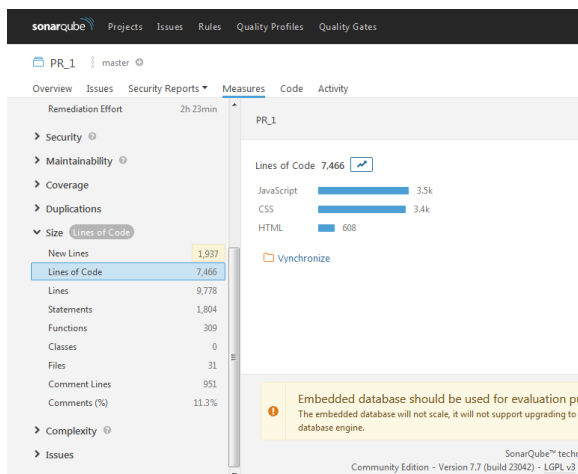 sonarqube Projects Issues Rules Quality Profiles Quality Gates
PR_1 master
Overview Issues Security Reports Measures Code Activity
Remediation Effort 2h 23min
PR_1
Security
Maintainability
Lines of Code 7,466
Coverage
JavaScript 3.5k
Duplications
CSS 3.4k
Size Lines of Code
HTML 608
New Lines 1,937
Vynchronize
Lines of Code 7,466
Lines 9,778
Statements 1,804
Functions 309
Classes 0
Files 31
Comment Lines 951
Comments (%) 11.3%
Complexity
Issues
Embedded database should be used for evaluation
The embedded database will not scale, it will not support upgrading to
database engine.
SonarQube™
Community Edition - Version 7.7 (build 23042) - LGPL v3